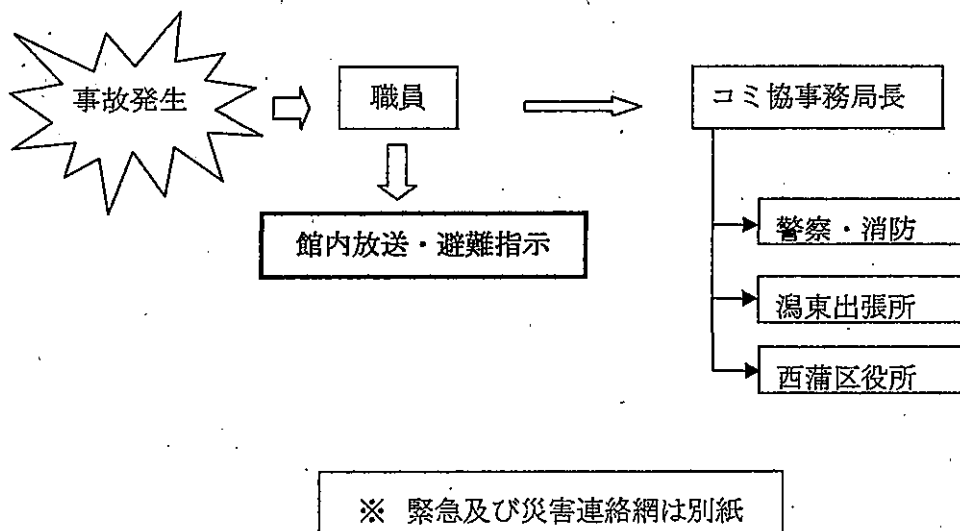 事故発生
職員
コミ協事務局長
館内放送・避難指示
警察・消防
潟東出張所
西蒲区役所
※ 緊急及び災害連絡網は別紙